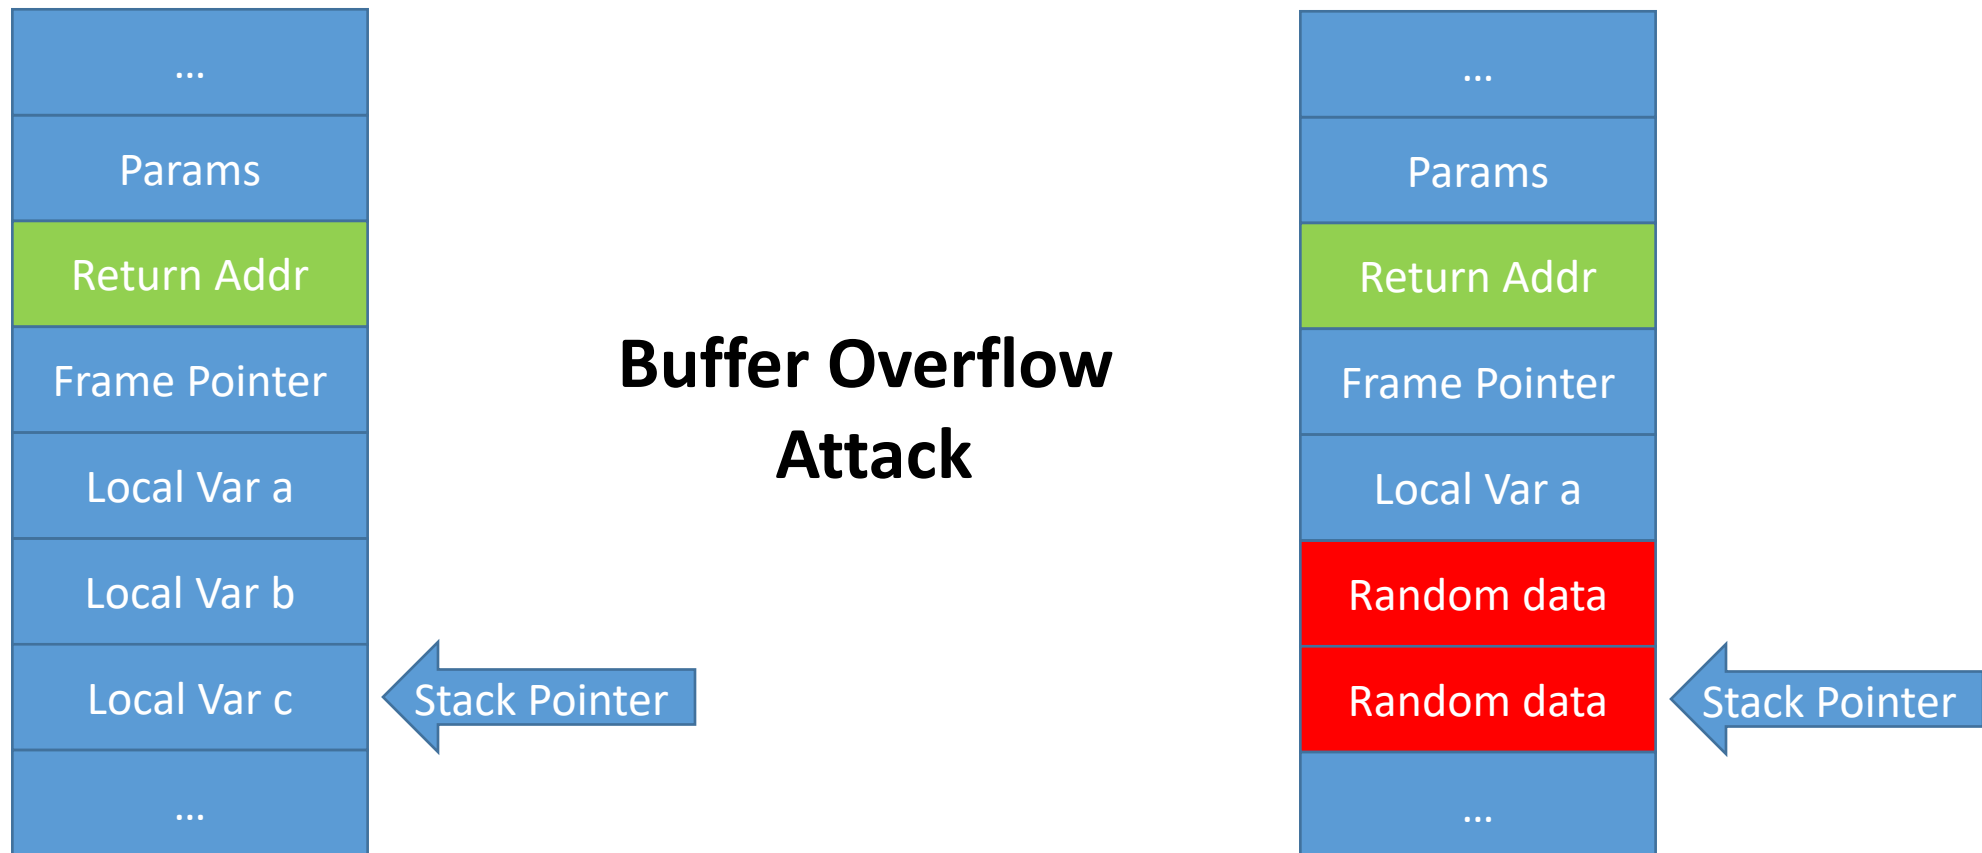 ...
Params
Return Addr
Frame Pointer
Local Var a
Local Var b
Local Var c
...
Stack Pointer
Buffer Overflow
Attack
...
Params
Return Addr
Frame Pointer
Local Var a
Random data
Random data
...
Stack Pointer